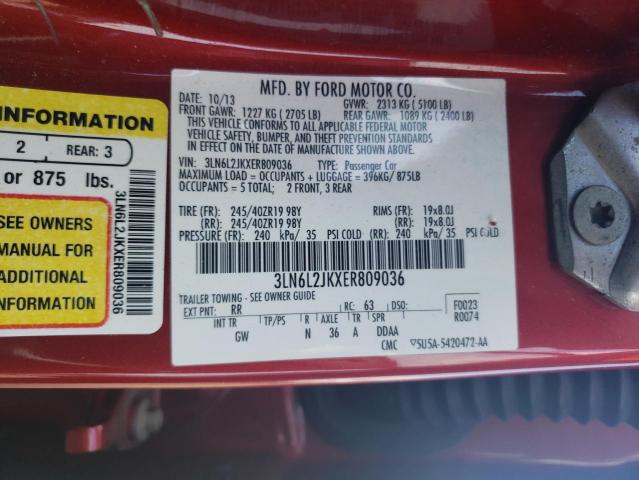 INFORMATION
2 REAR: 3
or 875 lbs.
SEE OWNERS
MANUAL FOR
ADDITIONAL
INFORMATION
3LN6L2JKXER809036
MFD. BY FORD MOTOR CO.
DATE: 10/13 GVWR: 2313 KG ( 5100 LB)
FRONT GAWR: 1227 KG ( 2705 LB) REAR GAWR: 1089 KG ( 2400 LB)
THIS VEHICLE CONFORMS TO ALL APPLICABLE FEDERAL MOTOR
VEHICLE SAFETY, BUMPER, AND THEFT PREVENTION STANDARDS
IN EFFECT ON THE DATE OF MANUFACTURE SHOWN ABOVE.
VIN: 3LN6L2JKXER809036 TYPE: Passenger Car
MAXIMUM LOAD = OCCUPANTS + LUGGAGE = 396KG/ 875LB
OCCUPANTS = 5 TOTAL; 2 FRONT, 3 REAR
TIRE (FR): 245/40ZR19 98Y RIMS (FR): 19x8.0J
(RR): 245/40ZR19 98Y (RR): 19x8.0J
PRESSURE (FR): 240 kPa/ 35 PSI COLD (RR): 240 kPa/ 35 PSI COLD
3LN6L2JKXER809036
TRAILER TOWING - SEE OWNER GUIDE
EXT PNT: RR RC: 63 DSO: F0023
INT TR TP/PS R AXLE TR SPR R0074
GW N 36 A DDAA
CMC 5U5A-5420472-AA